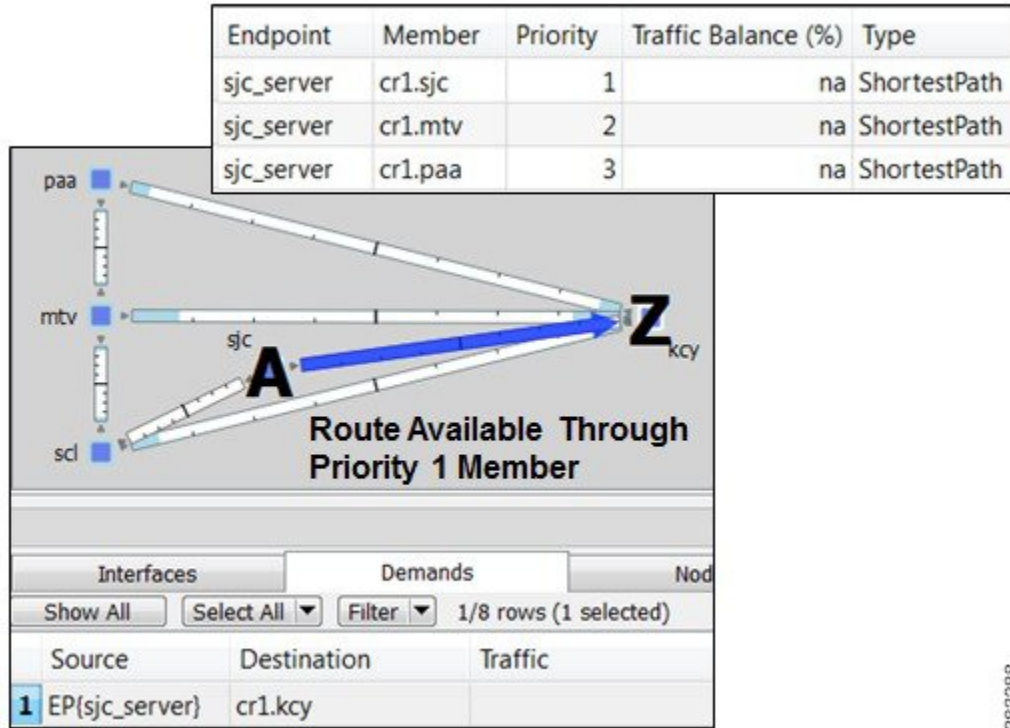 Endpoint Member Priority Traffic Balance (%) Type
sjc_server cr1.sjc 1 na ShortestPath
sjc_server cr1.mtv 2 na ShortestPath
sjc_server cr1.paa 3 na ShortestPath
paa
mtv
sjc
A
Z
kcy
scl
Route Available Through
Priority 1 Member
Interfaces Demands Nod
Show All Select All Filter 1/8 rows (1 selected)
Source Destination Traffic
1 EP{sjc_server} cr1.kcy